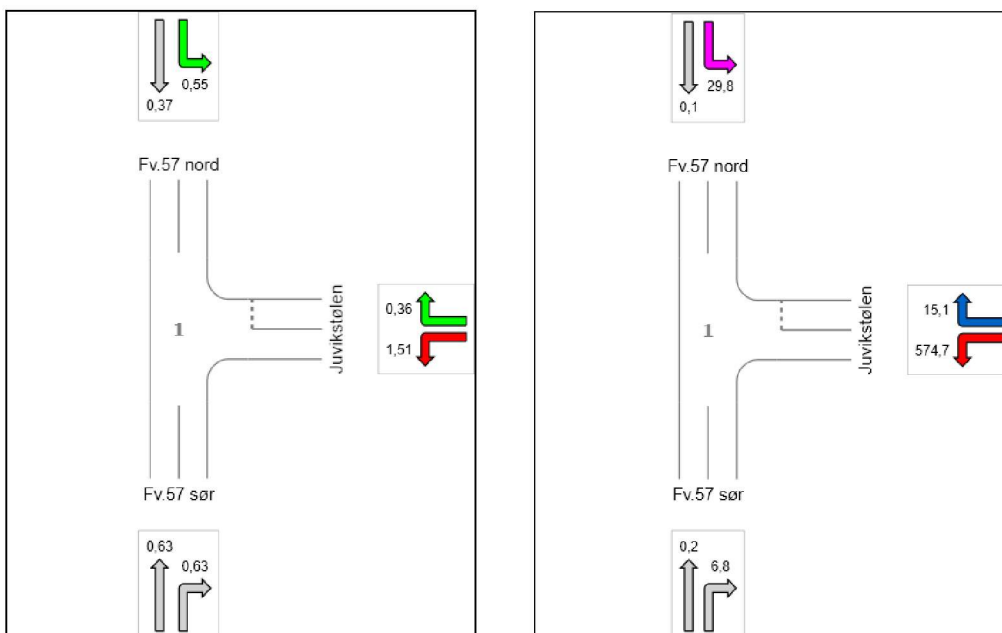 0,55
0,37
Fv.57 nord
0,36
1
Juvikstølen
1,51
Fv.57 sør
0,63
0,63
29,8
0,1
Fv.57 nord
15,1
1
Juvikstølen
574,7
Fv.57 sør
0,2
6,8